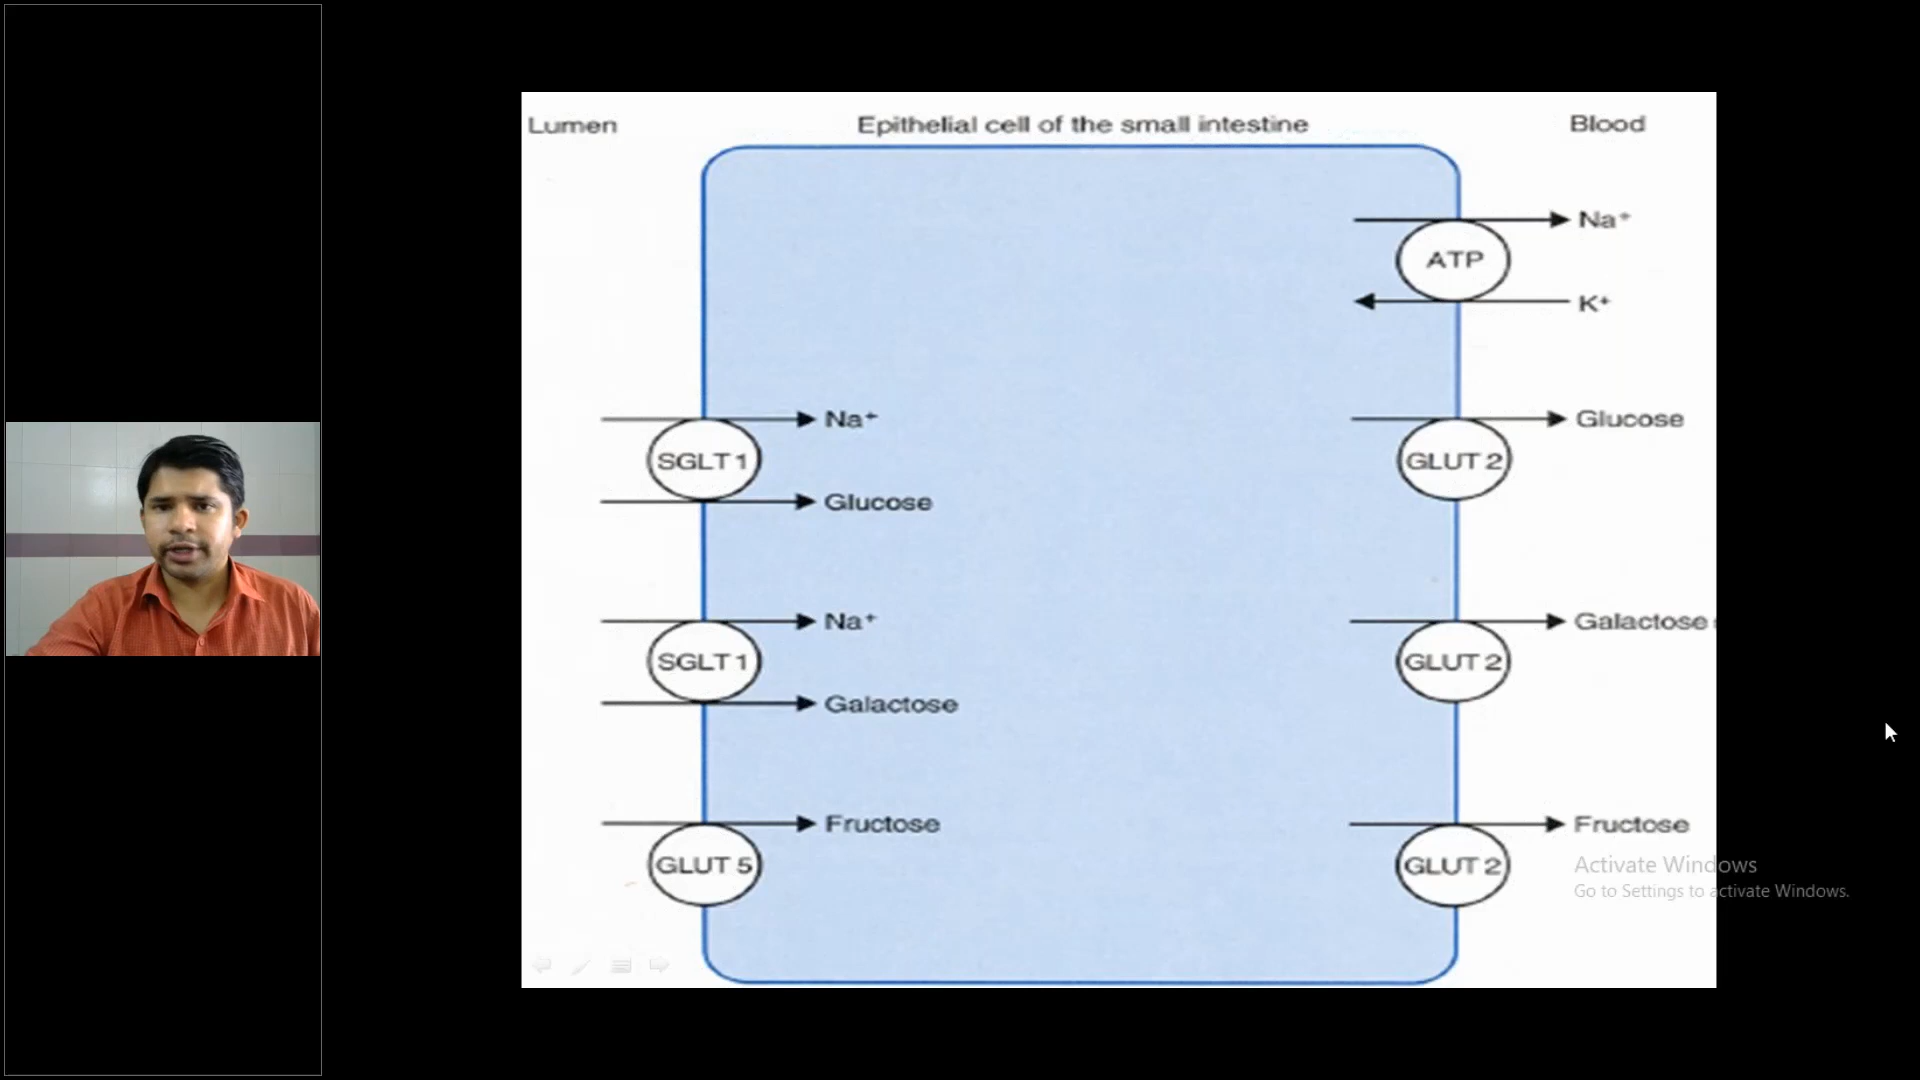 Lumen
Epithelial cell of the small intestine
Blood
Na⁺
ATP
K⁺
Na⁺
SGLT 1
Glucose
Glucose
GLUT 2
Na⁺
SGLT 1
Galactose
Galactose
GLUT 2
Fructose
GLUT 5
Fructose
GLUT 2
Activate Windows
Go to Settings to activate Windows.